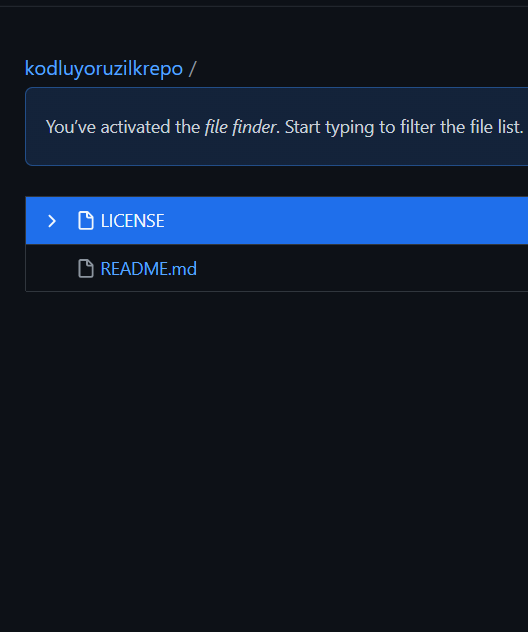 kodluyoruzilkrepo /
You’ve activated the file finder. Start typing to filter the file list.
LICENSE
README.md